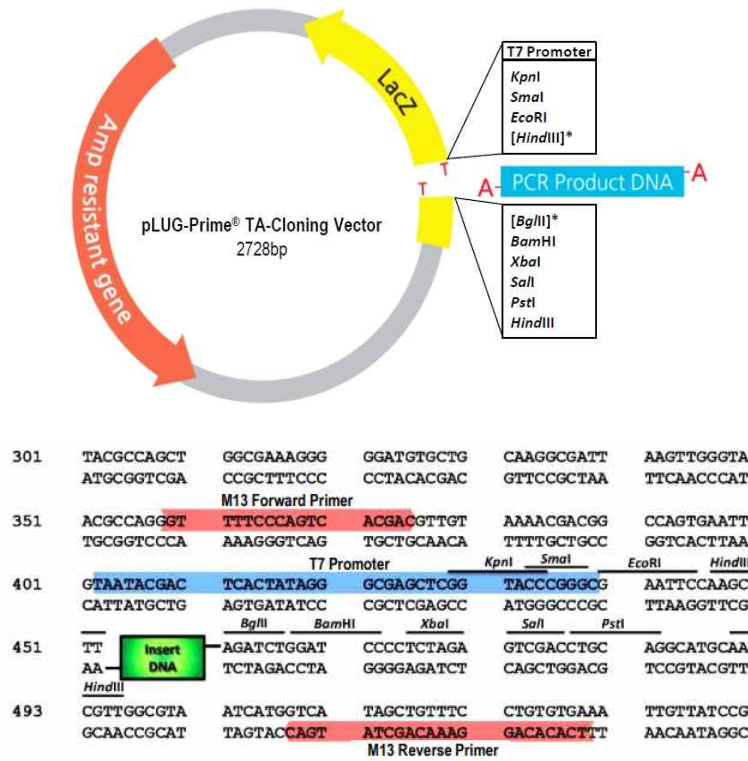 T7 Promoter
KpnI
SmaI
EcoRI
[HindIII]*
LacZ
T
T
A
PCR Product DNA
-A
Amp resistant gene
pLUG-Prime® TA-Cloning Vector
2728bp
[BglII]*
BamHI
XbaI
SalI
PstI
HindIII
301 TACGCCAGCT GGCGAAAGGG GGATGTGCTG CAAGGCGATT AAGTTGGGTA
ATGCGGTCGA CCGCTTTCCC CCTACACGAC GTTCCGCTAA TTCAACCCAT
M13 Forward Primer
351 ACGCCAGGGT TTTCCCAGTC ACGACGTTGT AAAACGACGG CCAGTGAATT
TGCGGTCCCA AAAGGGTCAG TGCTGCAACA TTTTGCTGCC GGTCACTTAA
T7 Promoter KpnI SmaI EcoRI HindIII
401 GTAATACGAC TCACTATAGG GCGAGCTCGG TACCCGGGCG AATTCCAAGC
CATTATGCTG AGTGATATCC CGCTCGAGCC ATGGGCCCGC TTAAGGTTCG
BglII BamHI XbaI SalI PstI
451 TT Insert DNA AGATCTGGAT CCCCTCTAGA GTCGACCTGC AGGCATGCAA
AA TCTAGACCTA GGGGAGATCT CAGCTGGACG TCCGTACGTT
HindIII
493 CGTTGGCGTA ATCATGGTCA TAGCTGTTTC CTGTGTGAAA TTGTTATCCG
GCAACCGCAT TAGTACCAGT ATCGACAAAG GACACACTTT AACAATAGGC
M13 Reverse Primer